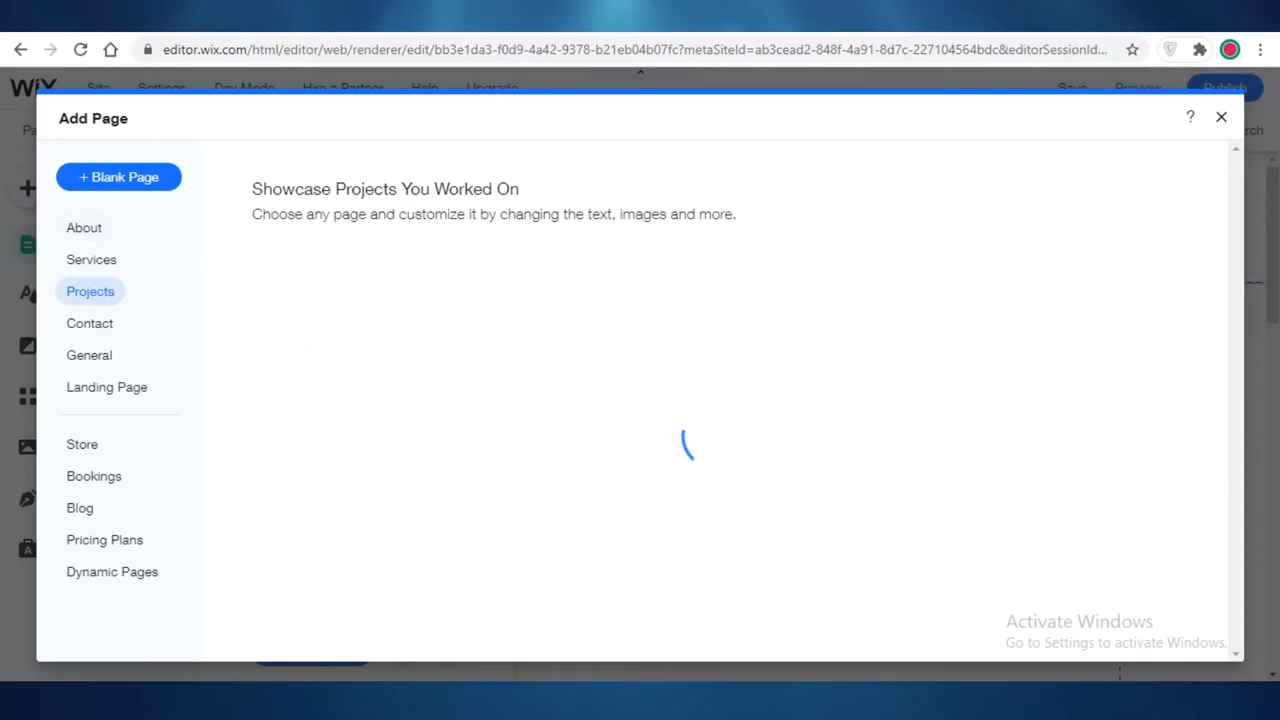 editor.wix.com/html/editor/web/renderer/edit/bb3e1da3-f0d9-4a42-9378-b21eb04b07fc?metaSiteId=ab3cead2-848f-4a91-8d7c-227104564bdc&editorSessionId...
WiX Site Settings Dev Mode Hire a Partner Help Upgrade Save Preview Publish
Add Page
?
+ Blank Page
About
Services
Projects
Contact
General
Landing Page
Store
Bookings
Blog
Pricing Plans
Dynamic Pages
Showcase Projects You Worked On
Choose any page and customize it by changing the text, images and more.
Activate Windows
Go to Settings to activate Windows.